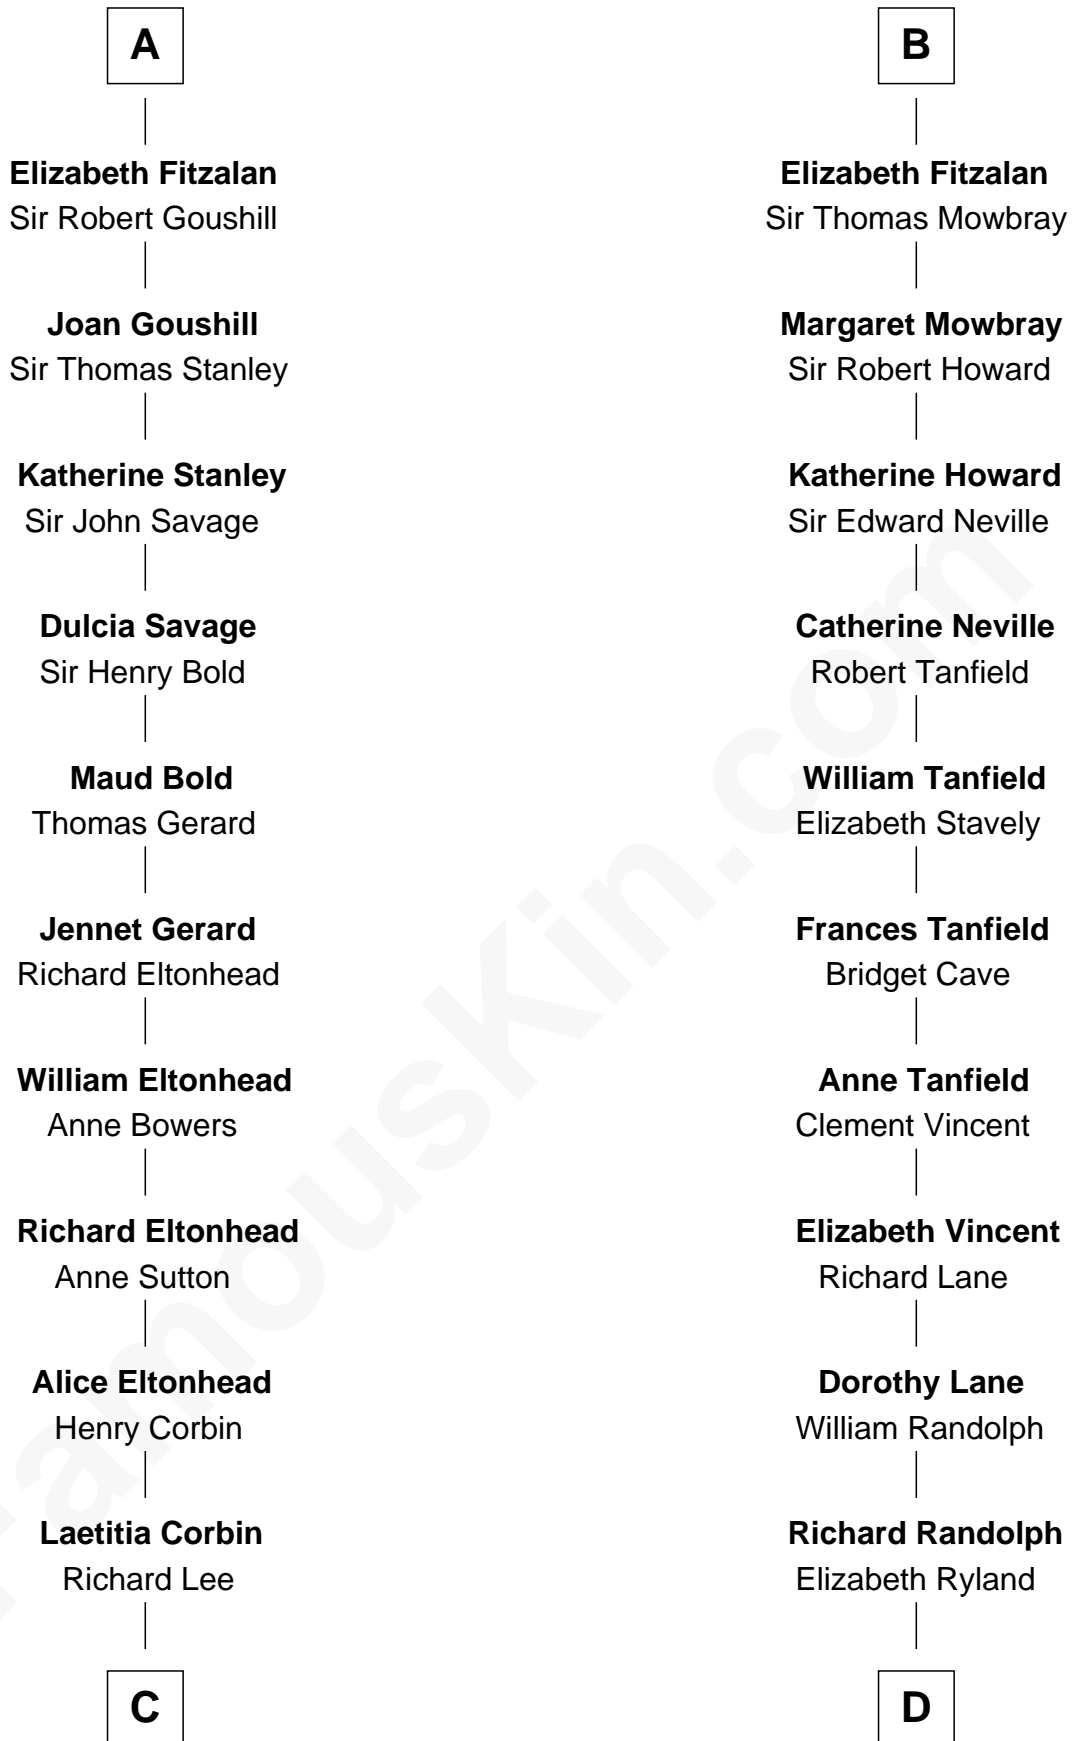 A
Elizabeth Fitzalan
Sir Robert Goushill
Joan Goushill
Sir Thomas Stanley
Katherine Stanley
Sir John Savage
Dulcia Savage
Sir Henry Bold
Maud Bold
Thomas Gerard
Jennet Gerard
Richard Eltonhead
William Eltonhead
Anne Bowers
Richard Eltonhead
Anne Sutton
Alice Eltonhead
Henry Corbin
Laetitia Corbin
Richard Lee
C
B
Elizabeth Fitzalan
Sir Thomas Mowbray
Margaret Mowbray
Sir Robert Howard
Katherine Howard
Sir Edward Neville
Catherine Neville
Robert Tanfield
William Tanfield
Elizabeth Stavely
Frances Tanfield
Bridget Cave
Anne Tanfield
Clement Vincent
Elizabeth Vincent
Richard Lane
Dorothy Lane
William Randolph
Richard Randolph
Elizabeth Ryland
D
FamousKin.com